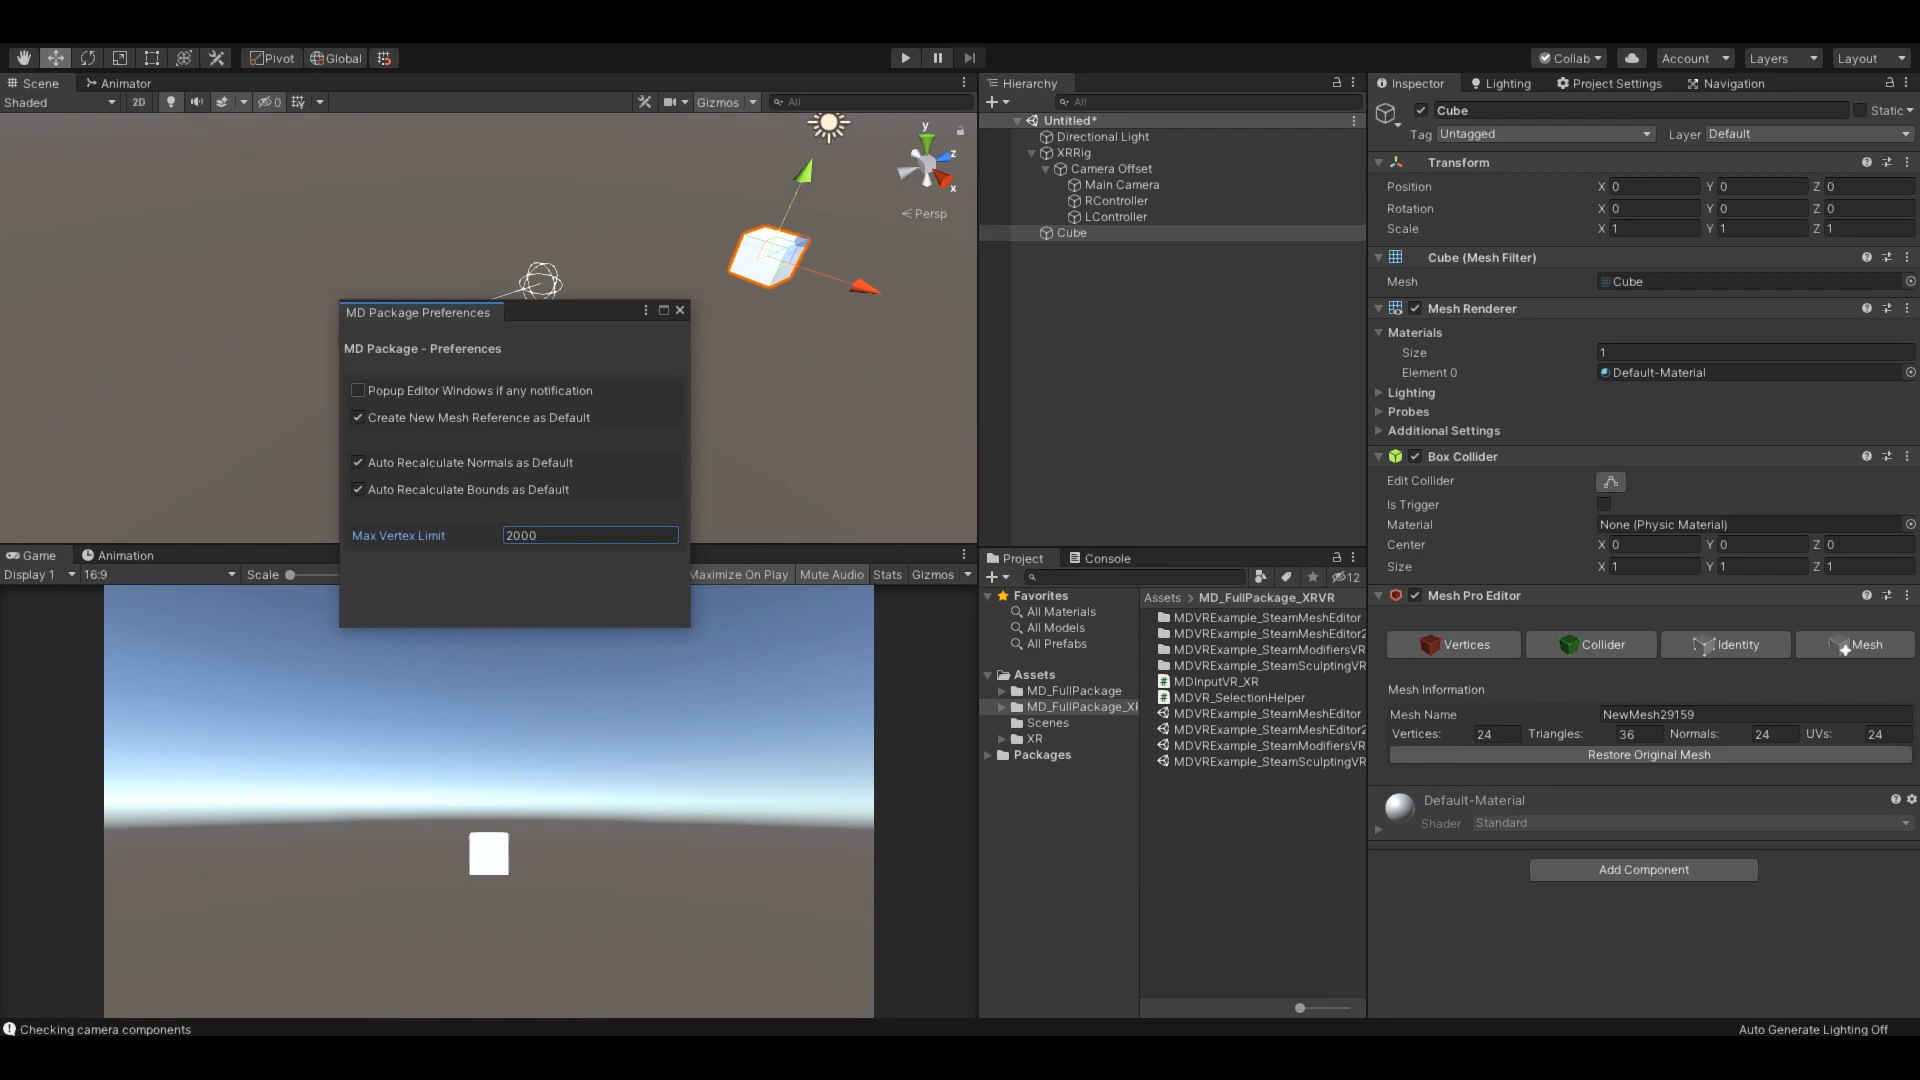 Pivot Global Collab Account Layers Layout
Scene Animator
Shaded 2D 0 Gizmos All
y z x
Persp
MD Package Preferences
MD Package - Preferences
Popup Editor Windows if any notification
Create New Mesh Reference as Default
Auto Recalculate Normals as Default
Auto Recalculate Bounds as Default
Max Vertex Limit 2000
Game Animation
Display 1 16:9 Scale Maximize On Play Mute Audio Stats Gizmos
Hierarchy
All
Untitled*
Directional Light
XRRig
Camera Offset
Main Camera
RController
LController
Cube
Project Console
12
Favorites
All Materials
All Models
All Prefabs
Assets
MD_FullPackage
MD_FullPackage_XR
Scenes
XR
Packages
Assets > MD_FullPackage_XRVR
MDVRExample_SteamMeshEditor
MDVRExample_SteamMeshEditor2
MDVRExample_SteamModifiersVR
MDVRExample_SteamSculptingVR
MDInputVR_XR
MDVR_SelectionHelper
MDVRExample_SteamMeshEditor
MDVRExample_SteamMeshEditor2
MDVRExample_SteamModifiersVR
MDVRExample_SteamSculptingVR
Inspector Lighting Project Settings Navigation
Cube Static
Tag Untagged Layer Default
Transform
Position X 0 Y 0 Z 0
Rotation X 0 Y 0 Z 0
Scale X 1 Y 1 Z 1
Cube (Mesh Filter)
Mesh Cube
Mesh Renderer
Materials
Size 1
Element 0 Default-Material
Lighting
Probes
Additional Settings
Box Collider
Edit Collider
Is Trigger
Material None (Physic Material)
Center X 0 Y 0 Z 0
Size X 1 Y 1 Z 1
Mesh Pro Editor
Vertices Collider Identity Mesh
Mesh Information
Mesh Name NewMesh29159
Vertices: 24 Triangles: 36 Normals: 24 UVs: 24
Restore Original Mesh
Default-Material
Shader Standard
Add Component
Checking camera components
Auto Generate Lighting Off